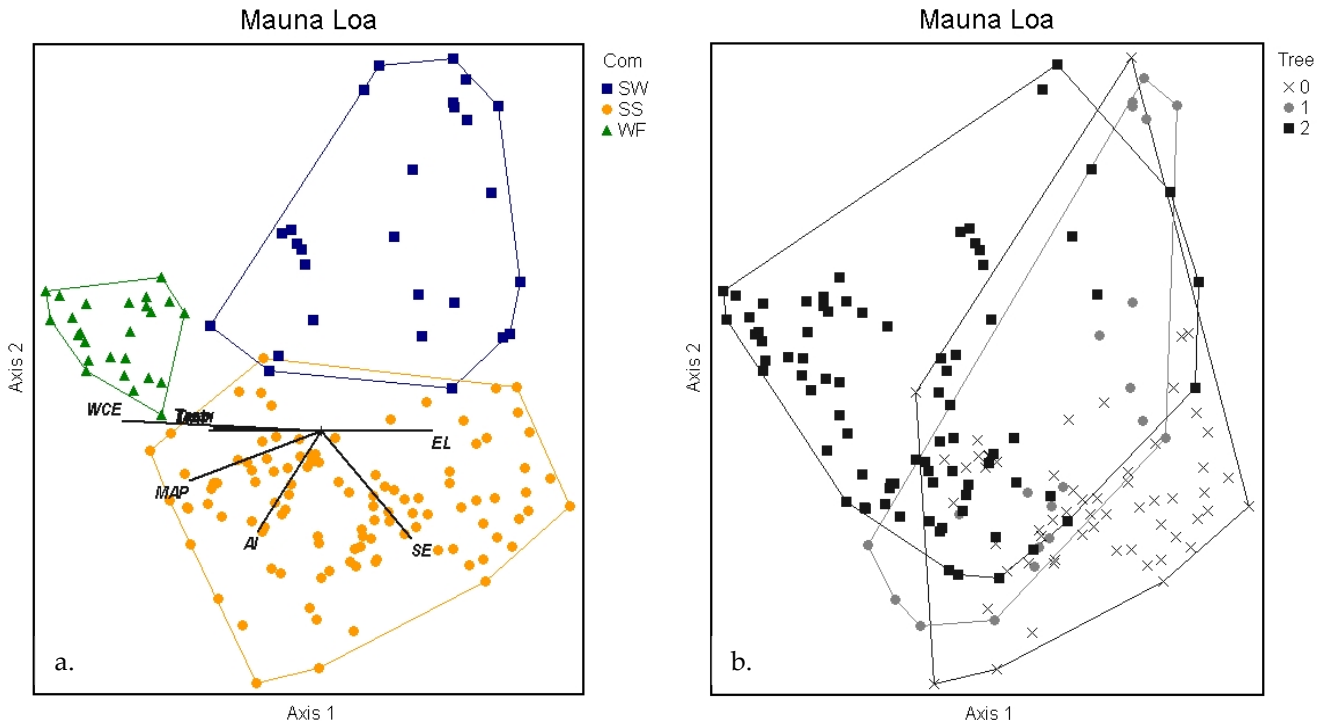 Mauna Loa
Com
SW
SS
WF
Axis 2
WCE
EL
MAP
AI
SE
a.
Axis 1
Mauna Loa
Tree
0
1
2
Axis 2
b.
Axis 1